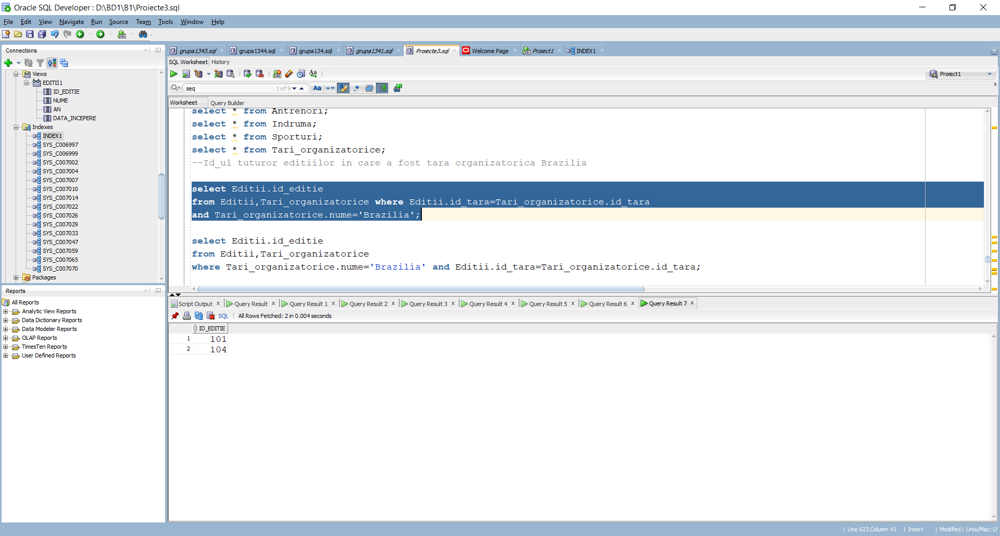 Oracle SQL Developer : D:\BD1\B1\Proiecte3.sql
File Edit View Navigate Run Source Team Tools Window Help
Connections
Views
EDITII1
ID_EDITIE
NUME
AN
DATA_INCEPERE
Indexes
INDEX1
SYS_C006997
SYS_C006999
SYS_C007002
SYS_C007004
SYS_C007007
SYS_C007010
SYS_C007014
SYS_C007022
SYS_C007026
SYS_C007029
SYS_C007033
SYS_C007047
SYS_C007059
SYS_C007065
SYS_C007070
Packages
Reports
All Reports
Analytic View Reports
Data Dictionary Reports
Data Modeler Reports
OLAP Reports
TimesTen Reports
User Defined Reports
grupa1343.sql grupa1344.sql grupa134.sql grupa1341.sql Proiecte3.sql Welcome Page Proiect1 INDEX1
SQL Worksheet History
Proiect1
seq 1 of 9
Worksheet Query Builder
select * from Antrenori;
select * from Indruma;
select * from Sporturi;
select * from Tari_organizatorice;
--Id_ul tuturor editiilor in care a fost tara organizatorica Brazilia
select Editii.id_editie
from Editii,Tari_organizatorice where Editii.id_tara=Tari_organizatorice.id_tara
and Tari_organizatorice.nume='Brazilia';
select Editii.id_editie
from Editii,Tari_organizatorice
where Tari_organizatorice.nume='Brazilia' and Editii.id_tara=Tari_organizatorice.id_tara;
Script Output Query Result Query Result 1 Query Result 2 Query Result 3 Query Result 4 Query Result 5 Query Result 6 Query Result 7
SQL All Rows Fetched: 2 in 0.004 seconds
ID_EDITIE
1 101
2 104
Line 623 Column 41 Insert Modified Unix/Mac: LF